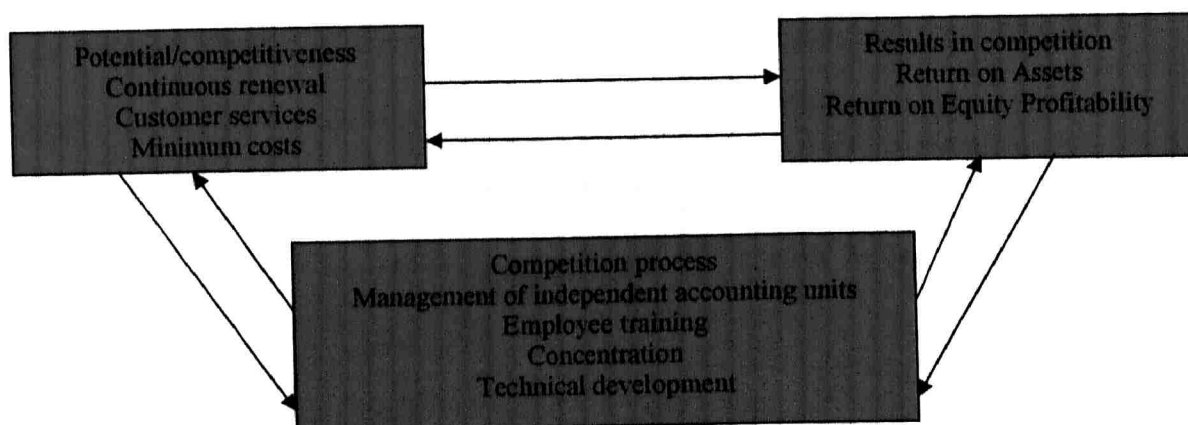 Potential/competitiveness
Continuous renewal
Customer services
Minimum costs
Results in competition
Return on Assets
Return on Equity Profitability
Competition process
Management of independent accounting units
Employee training
Concentration
Technical development